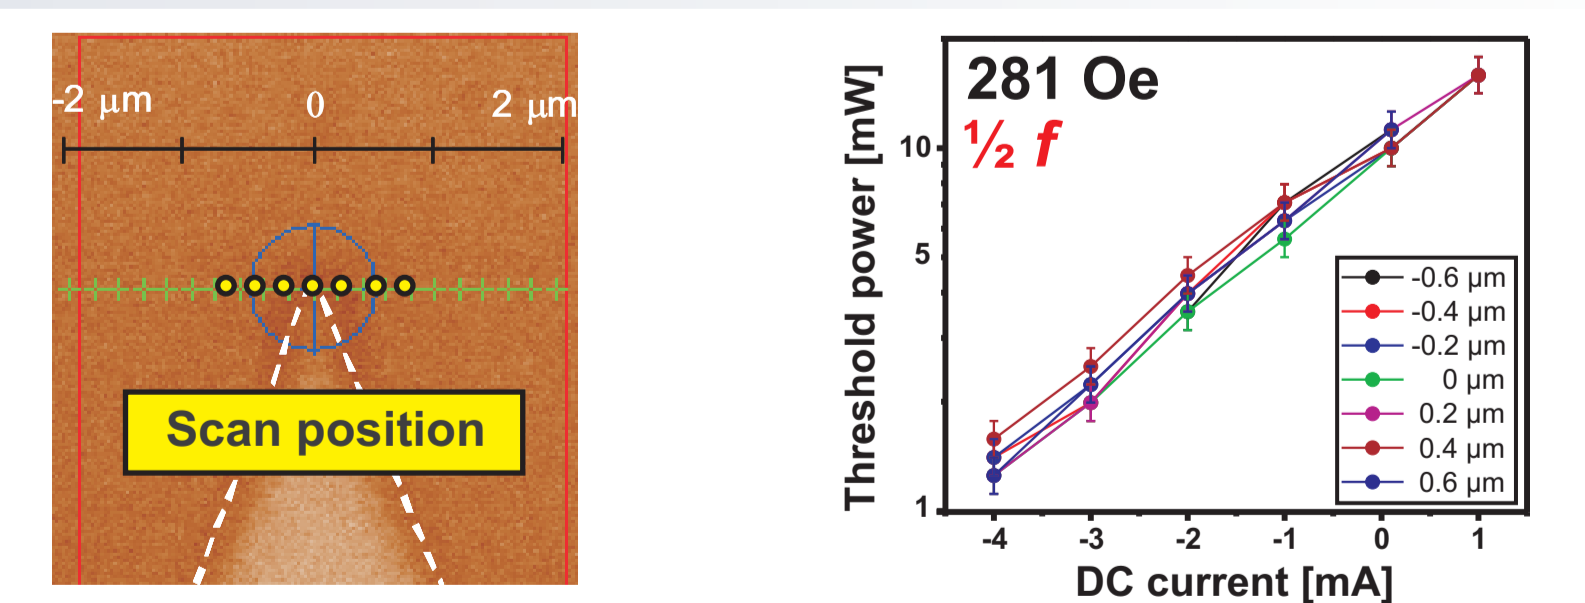 -2 μm 0 2 μm
Scan position
281 Oe
½ f
Threshold power [mW]
10
5
1
-4 -3 -2 -1 0 1
DC current [mA]
-0.6 μm
-0.4 μm
-0.2 μm
0 μm
0.2 μm
0.4 μm
0.6 μm